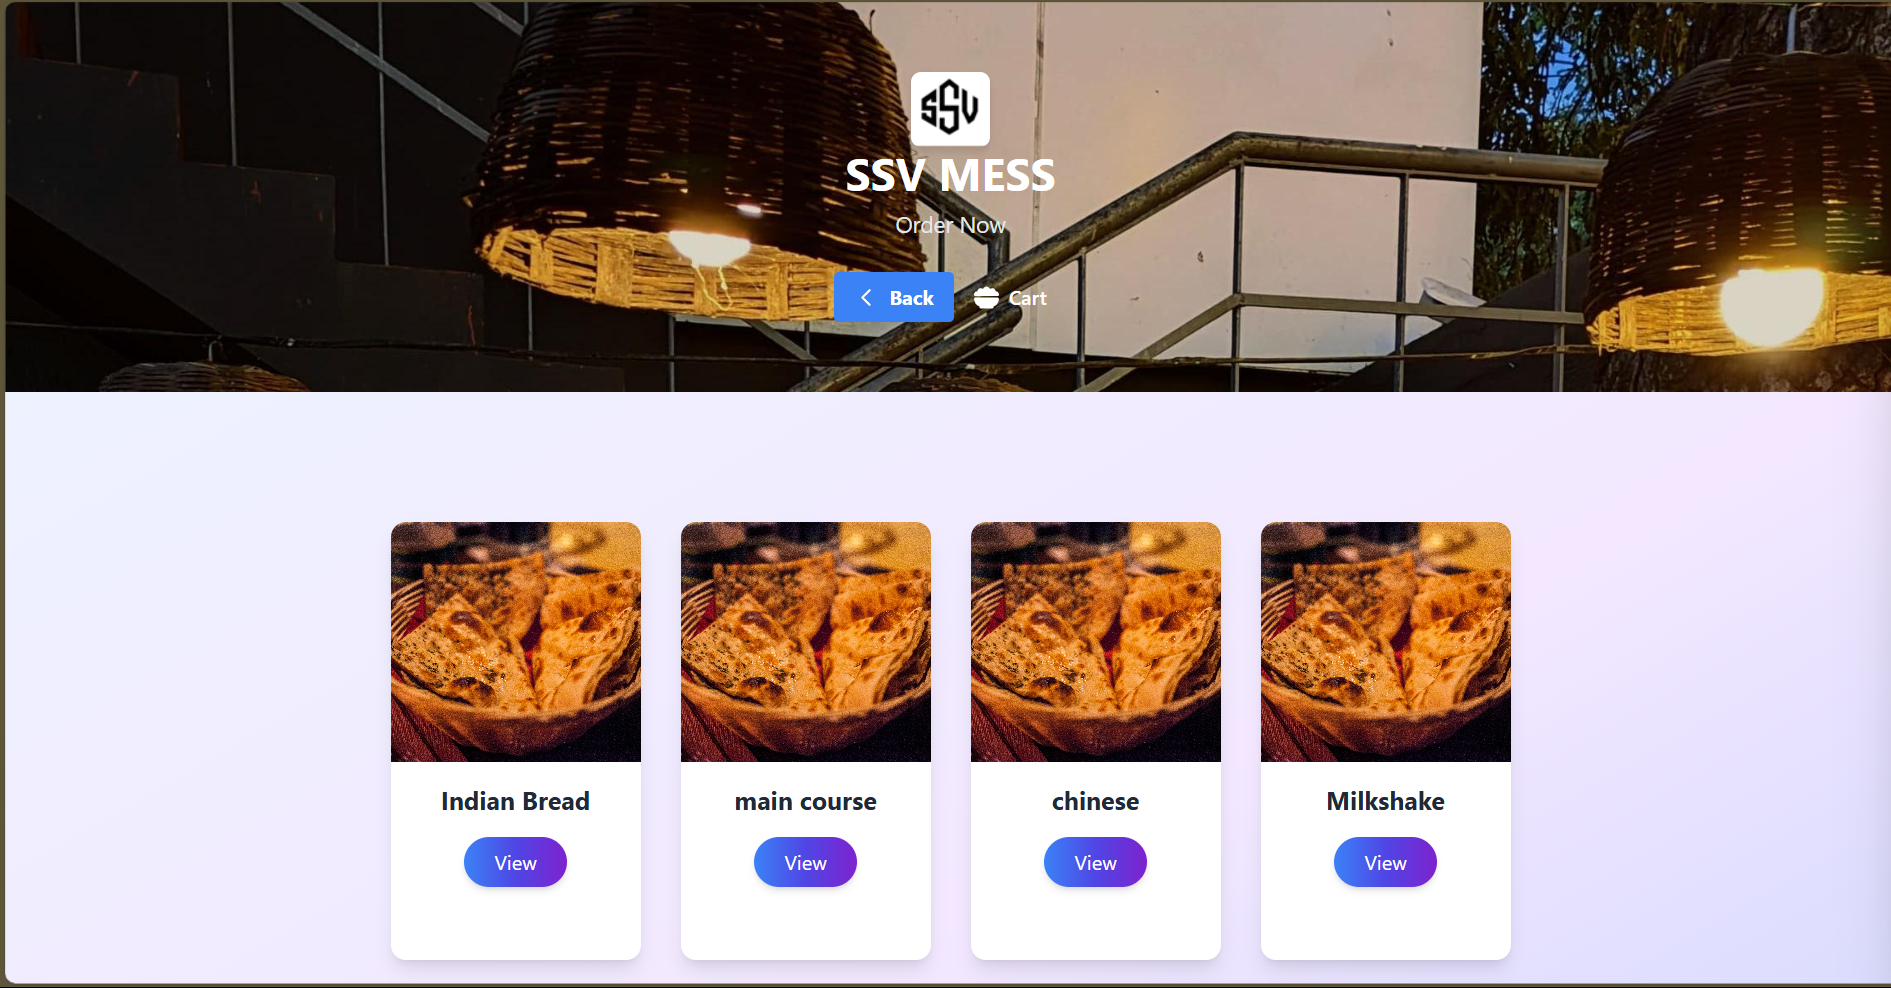 SSV
SSV MESS
Order Now
Back
Cart
Indian Bread
main course
chinese
Milkshake
View
View
View
View